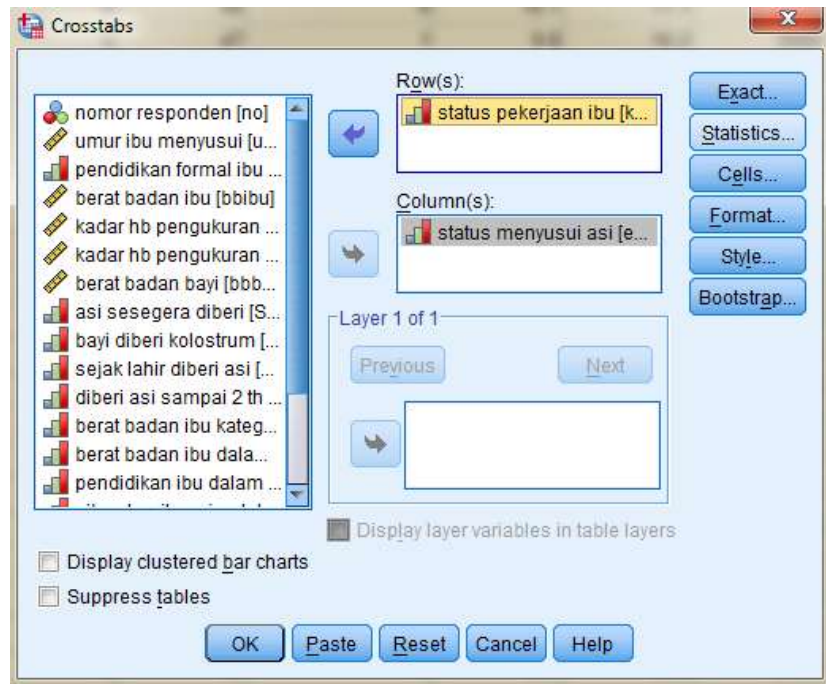 Crosstabs
nomor responden [no]
umur ibu menyusui [u...
pendidikan formal ibu ...
berat badan ibu [bbibu]
kadar hb pengukuran ...
kadar hb pengukuran ...
berat badan bayi [bbb...
asi sesegera diberi [S...
bayi diberi kolostrum [...
sejak lahir diberi asi [...
diberi asi sampai 2 th ...
berat badan ibu kateg...
berat badan ibu dala...
pendidikan ibu dalam ...
Row(s):
status pekerjaan ibu [k...
Column(s):
status menyusui asi [e...
Layer 1 of 1
Previous
Next
Display layer variables in table layers
Exact...
Statistics...
Cells...
Format...
Style...
Bootstrap...
Display clustered bar charts
Suppress tables
OK Paste Reset Cancel Help